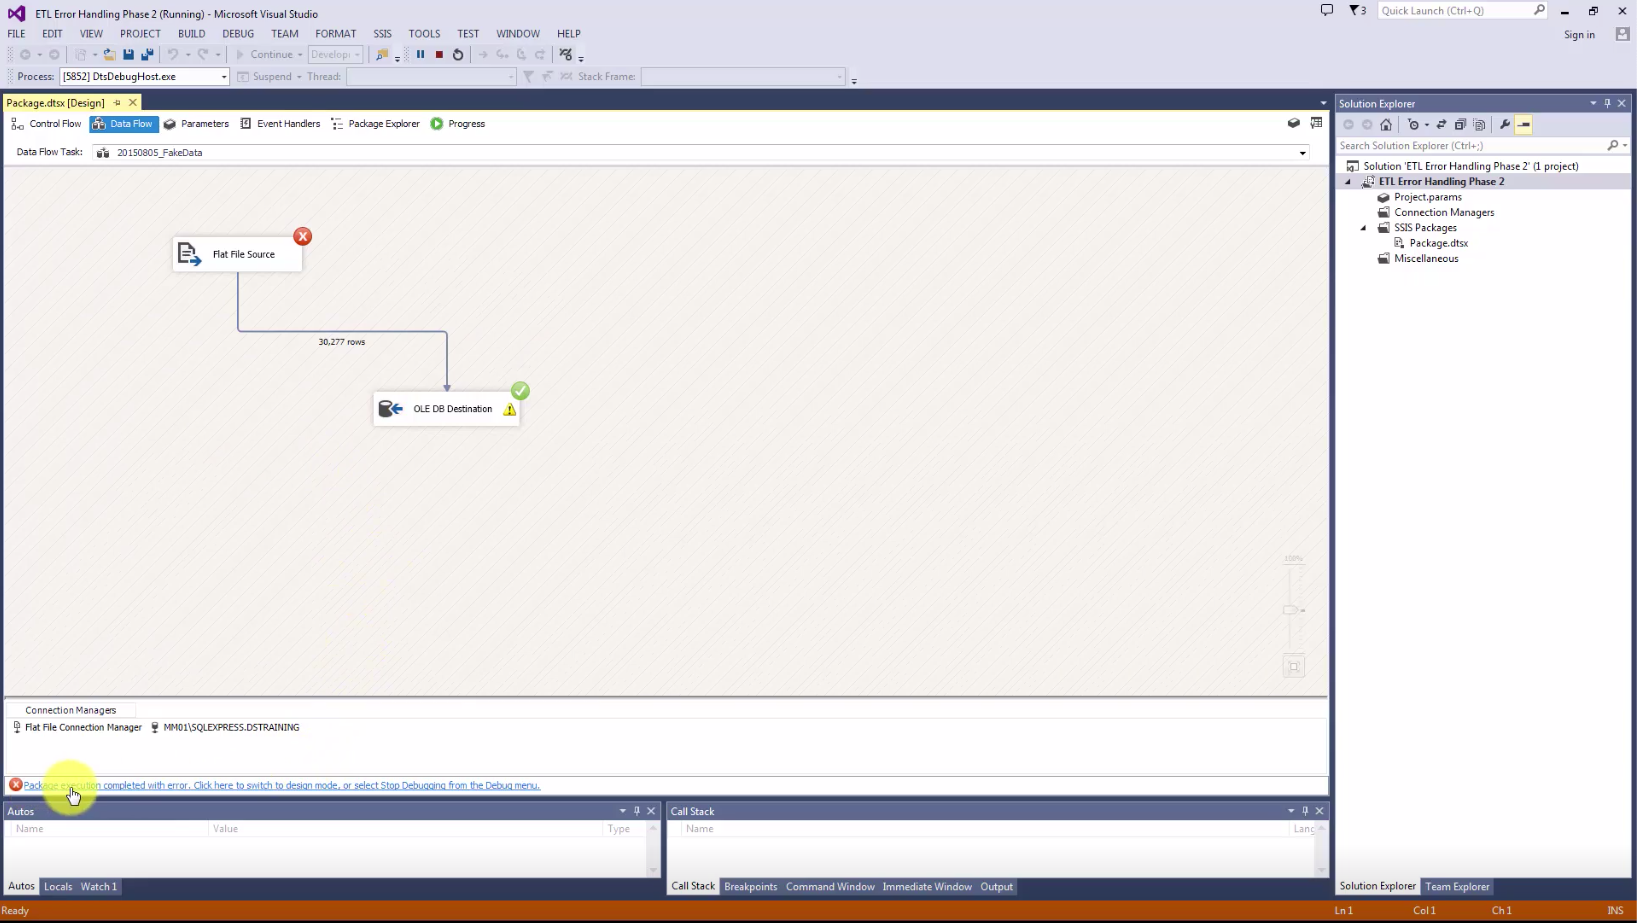 ETL Error Handling Phase 2 (Running) - Microsoft Visual Studio
3
Quick Launch (Ctrl+Q)
FILE EDIT VIEW PROJECT BUILD DEBUG TEAM FORMAT SSIS TOOLS TEST WINDOW HELP
Sign in
Continue Develop
Process: [5852] DtsDebugHost.exe Suspend Thread: Stack Frame:
Package.dtsx [Design]
Control Flow Data Flow Parameters Event Handlers Package Explorer Progress
Data Flow Task: 20150805_FakeData
Flat File Source
30,277 rows
OLE DB Destination
Connection Managers
Flat File Connection Manager MM01\SQLEXPRESS.DSTRAINING
Package execution completed with error. Click here to switch to design mode, or select Stop Debugging from the Debug menu.
Autos
Name Value Type
Autos Locals Watch 1
Call Stack
Name Lang
Call Stack Breakpoints Command Window Immediate Window Output
Solution Explorer
Search Solution Explorer (Ctrl+;)
Solution 'ETL Error Handling Phase 2' (1 project)
ETL Error Handling Phase 2
Project.params
Connection Managers
SSIS Packages
Package.dtsx
Miscellaneous
Solution Explorer Team Explorer
Ready Ln 1 Col 1 Ch 1 INS